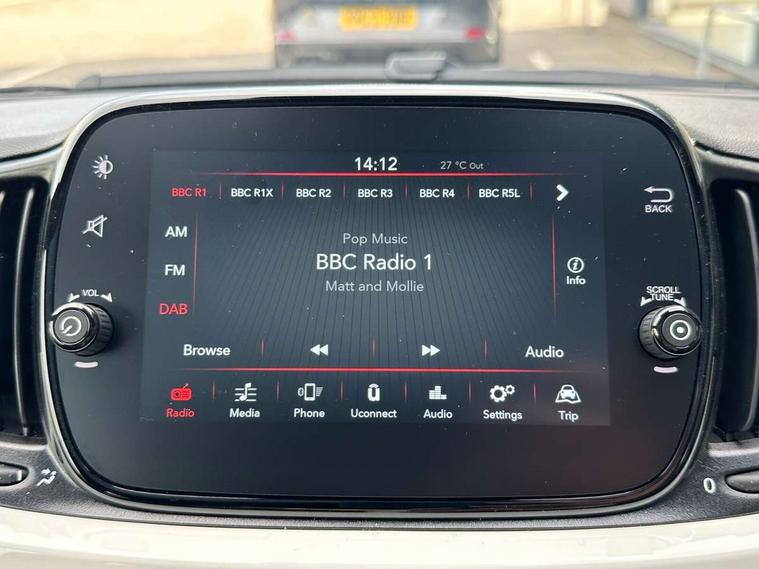 14:12
27 °C Out
BBC R1 BBC R1X BBC R2 BBC R3 BBC R4 BBC R5L
BACK
AM
Pop Music
BBC Radio 1
FM
Info
Matt and Mollie
VOL
SCROLL
TUNE
DAB
Browse
Audio
Radio Media Phone Uconnect Audio Settings Trip
0